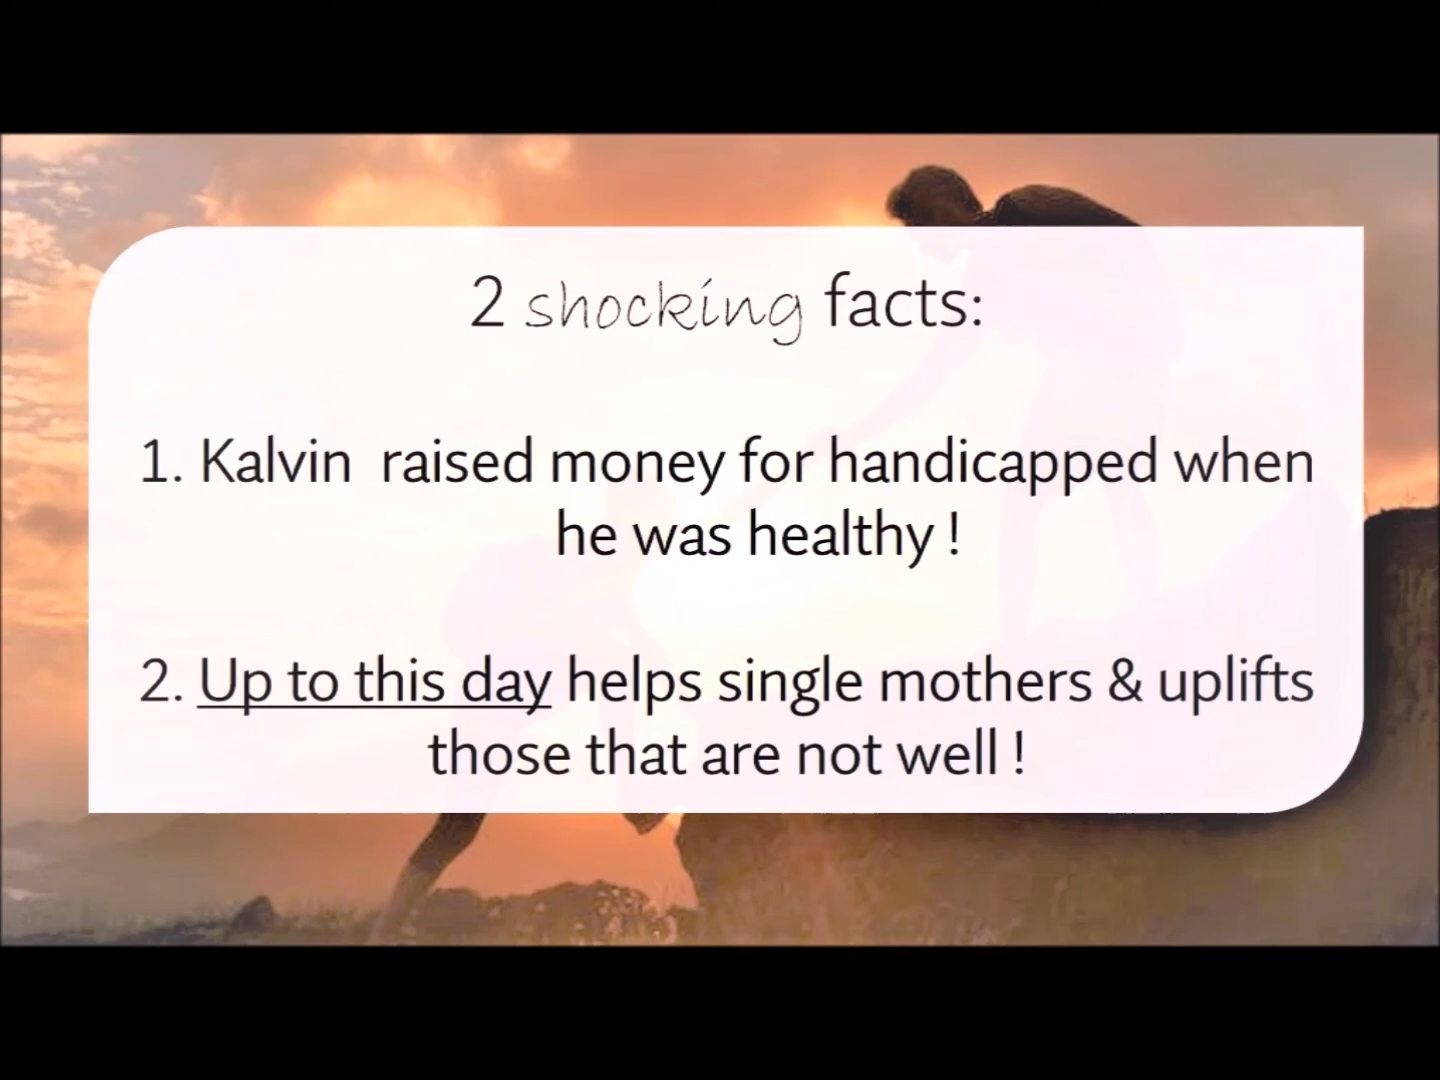 2 shocking facts:
1. Kalvin  raised money for handicapped when
he was healthy !
2. Up to this day helps single mothers & uplifts
those that are not well !